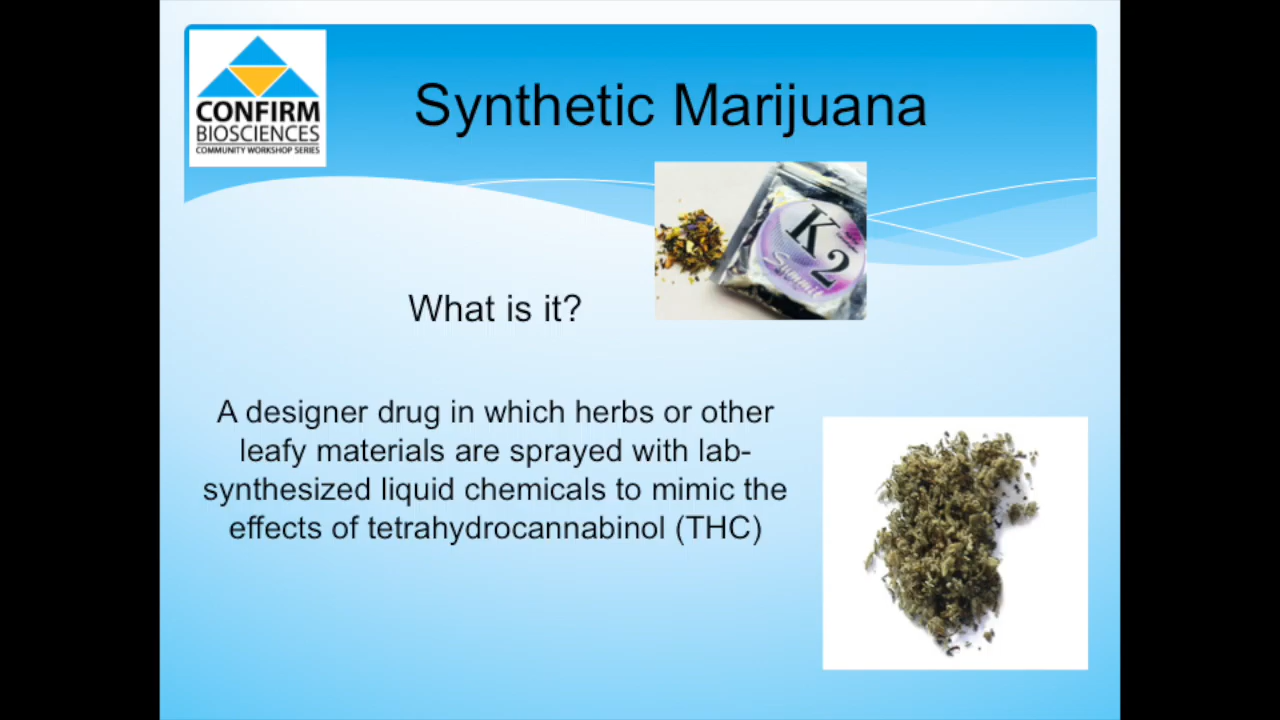 CONFIRM
BIOSCIENCES
COMMUNITY WORKSHOP SERIES
Synthetic Marijuana
K2
Summit
What is it?
A designer drug in which herbs or other
leafy materials are sprayed with lab-
synthesized liquid chemicals to mimic the
effects of tetrahydrocannabinol (THC)